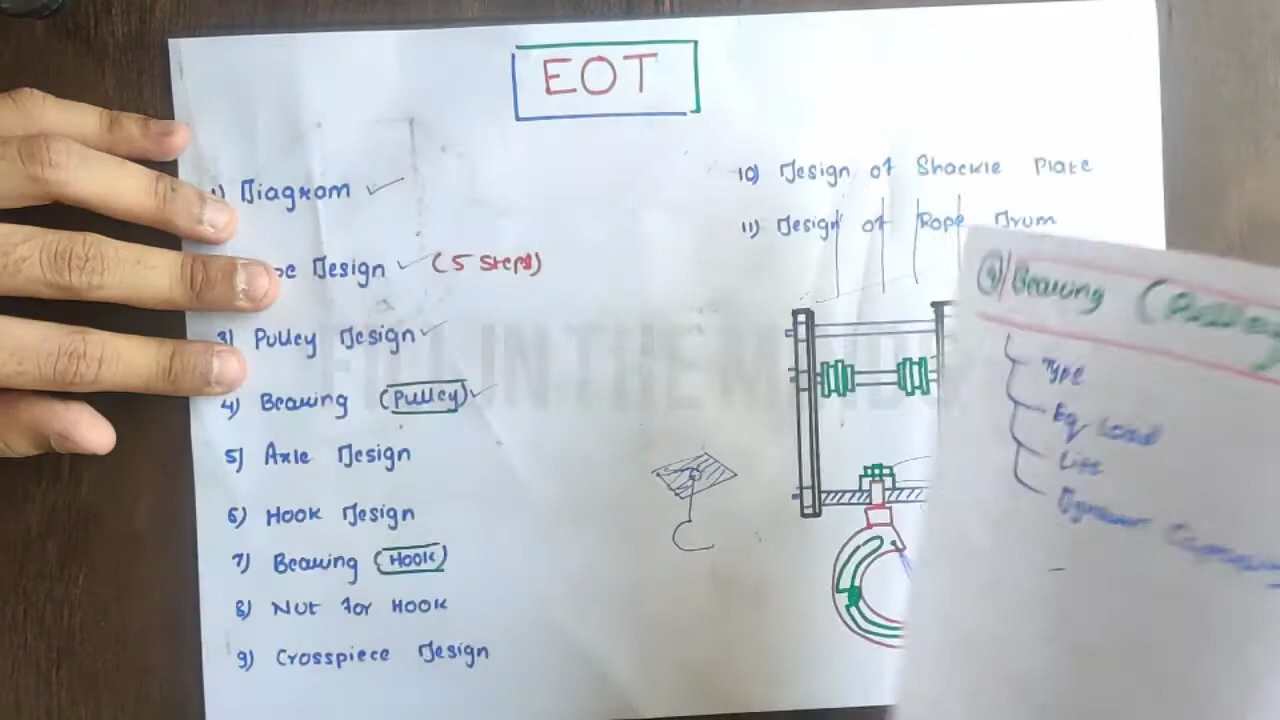 EOT
1) Diagram
Design (5 Steps)
3) Pulley Design
4) Bearing (Pulley)
5) Axle Design
6) Hook Design
7) Bearing (Hook)
8) Nut for Hook
9) Crosspiece Design
10) Design of Shackle Plate
11) Design of Rope Drum
4) Bearing (Pulley
Type
Eq Load
Life